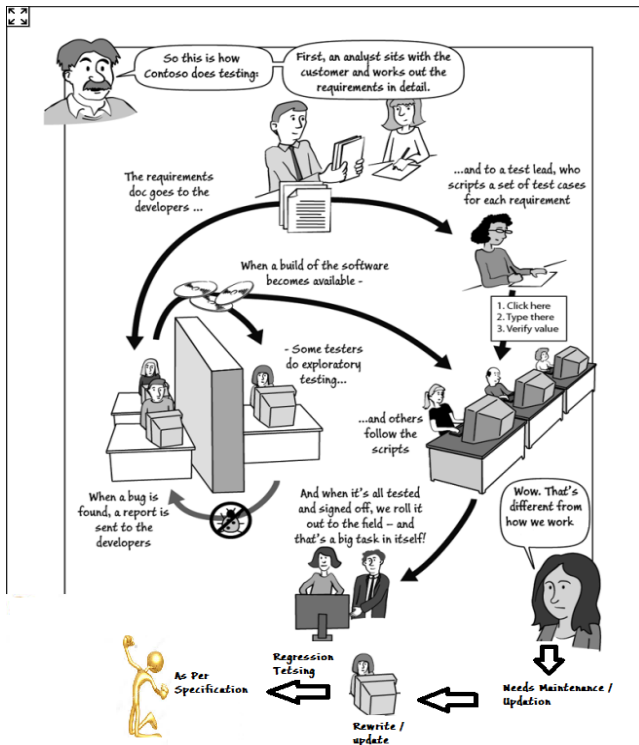 So this is how
Contoso does testing:
First, an analyst sits with the
customer and works out the
requirements in detail.
The requirements
doc goes to the
developers ...
...and to a test lead, who
scripts a set of test cases
for each requirement
When a build of the software
becomes available -
1. Click here
2. Type there
3. Verify value
- Some testers
do exploratory
testing...
...and others
follow the
scripts
When a bug is
found, a report is
sent to the
developers
And when it's all tested
and signed off, we roll it
out to the field – and
that's a big task in itself!
Wow. That's
different from
how we work
Needs Maintenance /
Updation
Rewrite /
update
Regression
Tetsing
As Per
Specification